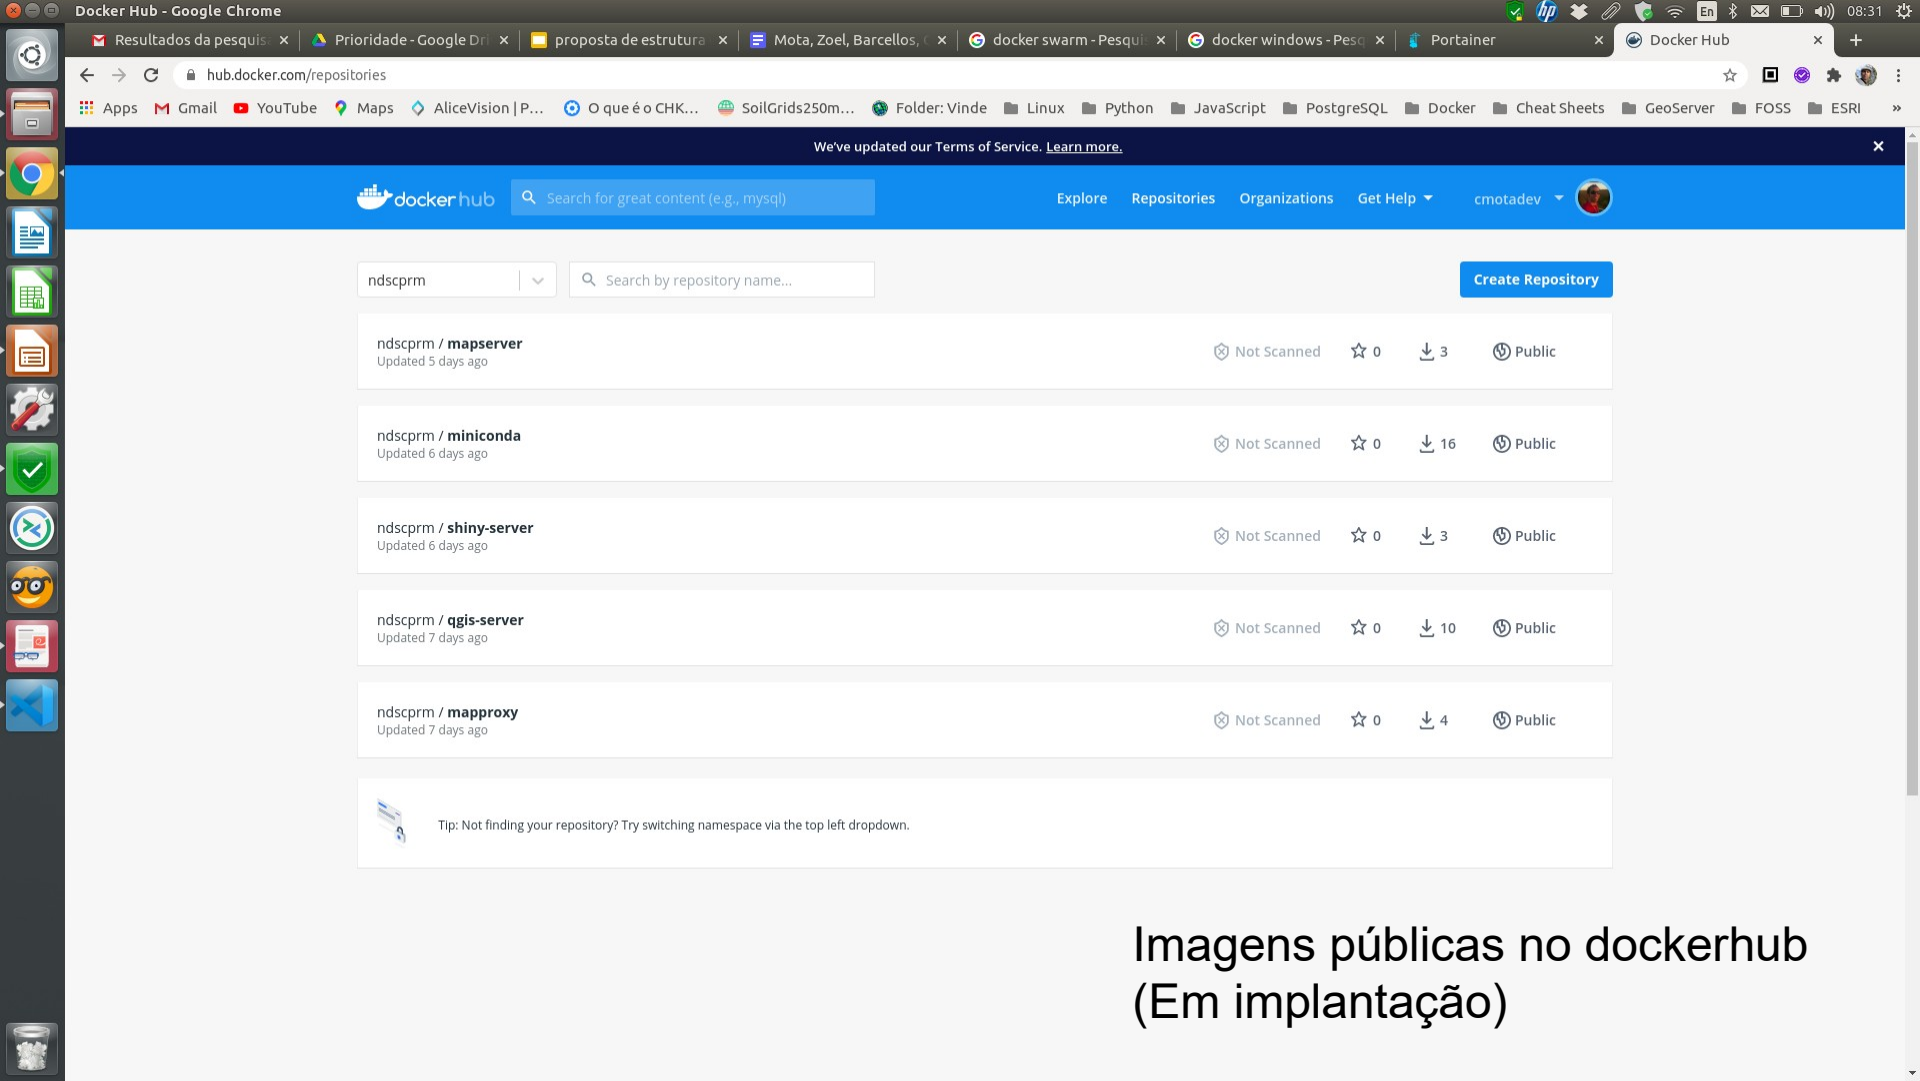 Docker Hub - Google Chrome
En 08:31
Resultados da pesquis
Prioridade - Google Dri
proposta de estrutura
Mota, Zoel, Barcellos,
docker swarm - Pesqui
docker windows - Pesq
Portainer
Docker Hub
hub.docker.com/repositories
Apps Gmail YouTube Maps AliceVision | P... O que é o CHK... SoilGrids250m... Folder: Vinde Linux Python JavaScript PostgreSQL Docker Cheat Sheets GeoServer FOSS ESRI »
We've updated our Terms of Service. Learn more.
docker hub Search for great content (e.g., mysql) Explore Repositories Organizations Get Help cmotadev
ndscprm Search by repository name... Create Repository
ndscprm / mapserver
Updated 5 days ago
Not Scanned 0 3 Public
ndscprm / miniconda
Updated 6 days ago
Not Scanned 0 16 Public
ndscprm / shiny-server
Updated 6 days ago
Not Scanned 0 3 Public
ndscprm / qgis-server
Updated 7 days ago
Not Scanned 0 10 Public
ndscprm / mapproxy
Updated 7 days ago
Not Scanned 0 4 Public
Tip: Not finding your repository? Try switching namespace via the top left dropdown.
Imagens públicas no dockerhub
(Em implantação)